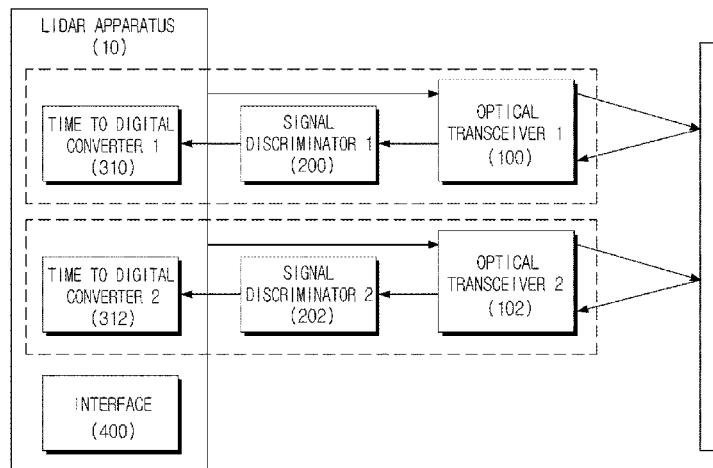 LIDAR APPARATUS
(10)
TIME TO DIGITAL
CONVERTER 1
(310)
SIGNAL
DISCRIMINATOR 1
(200)
OPTICAL
TRANSCEIVER 1
(100)
TIME TO DIGITAL
CONVERTER 2
(312)
SIGNAL
DISCRIMINATOR 2
(202)
OPTICAL
TRANSCEIVER 2
(102)
INTERFACE
(400)